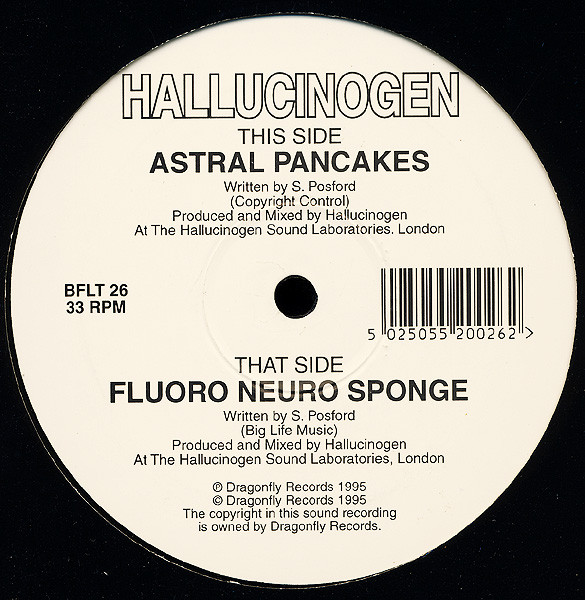 HALLUCINOGEN
THIS SIDE
ASTRAL PANCAKES
Written by S. Posford
(Copyright Control)
Produced and Mixed by Hallucinogen
At The Hallucinogen Sound Laboratories. London
BFLT 26
33 RPM
5 025055 200262 >
THAT SIDE
FLUORO NEURO SPONGE
Written by S. Posford
(Big Life Music)
Produced and Mixed by Hallucinogen
At The Hallucinogen Sound Laboratories, London
℗ Dragonfly Records 1995
© Dragonfly Records 1995
The copyright in this sound recording
is owned by Dragonfly Records.